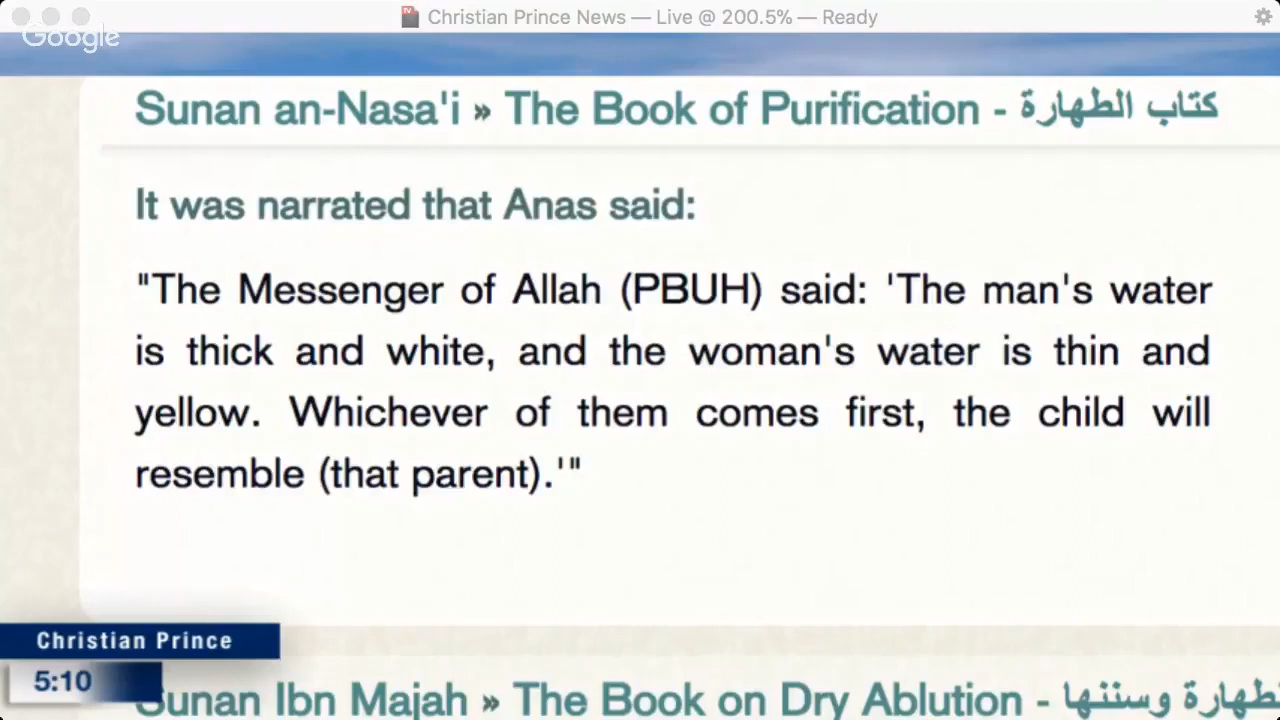 Christian Prince News — Live @ 200.5% — Ready
Google
Sunan an-Nasa'i » The Book of Purification - كتاب الطهارة
It was narrated that Anas said:
"The Messenger of Allah (PBUH) said: 'The man's water
is thick and white, and the woman's water is thin and
yellow. Whichever of them comes first, the child will
resemble (that parent).'"
Christian Prince
5:10
Sunan Ibn Majah » The Book on Dry Ablution - الطهارة وسننها